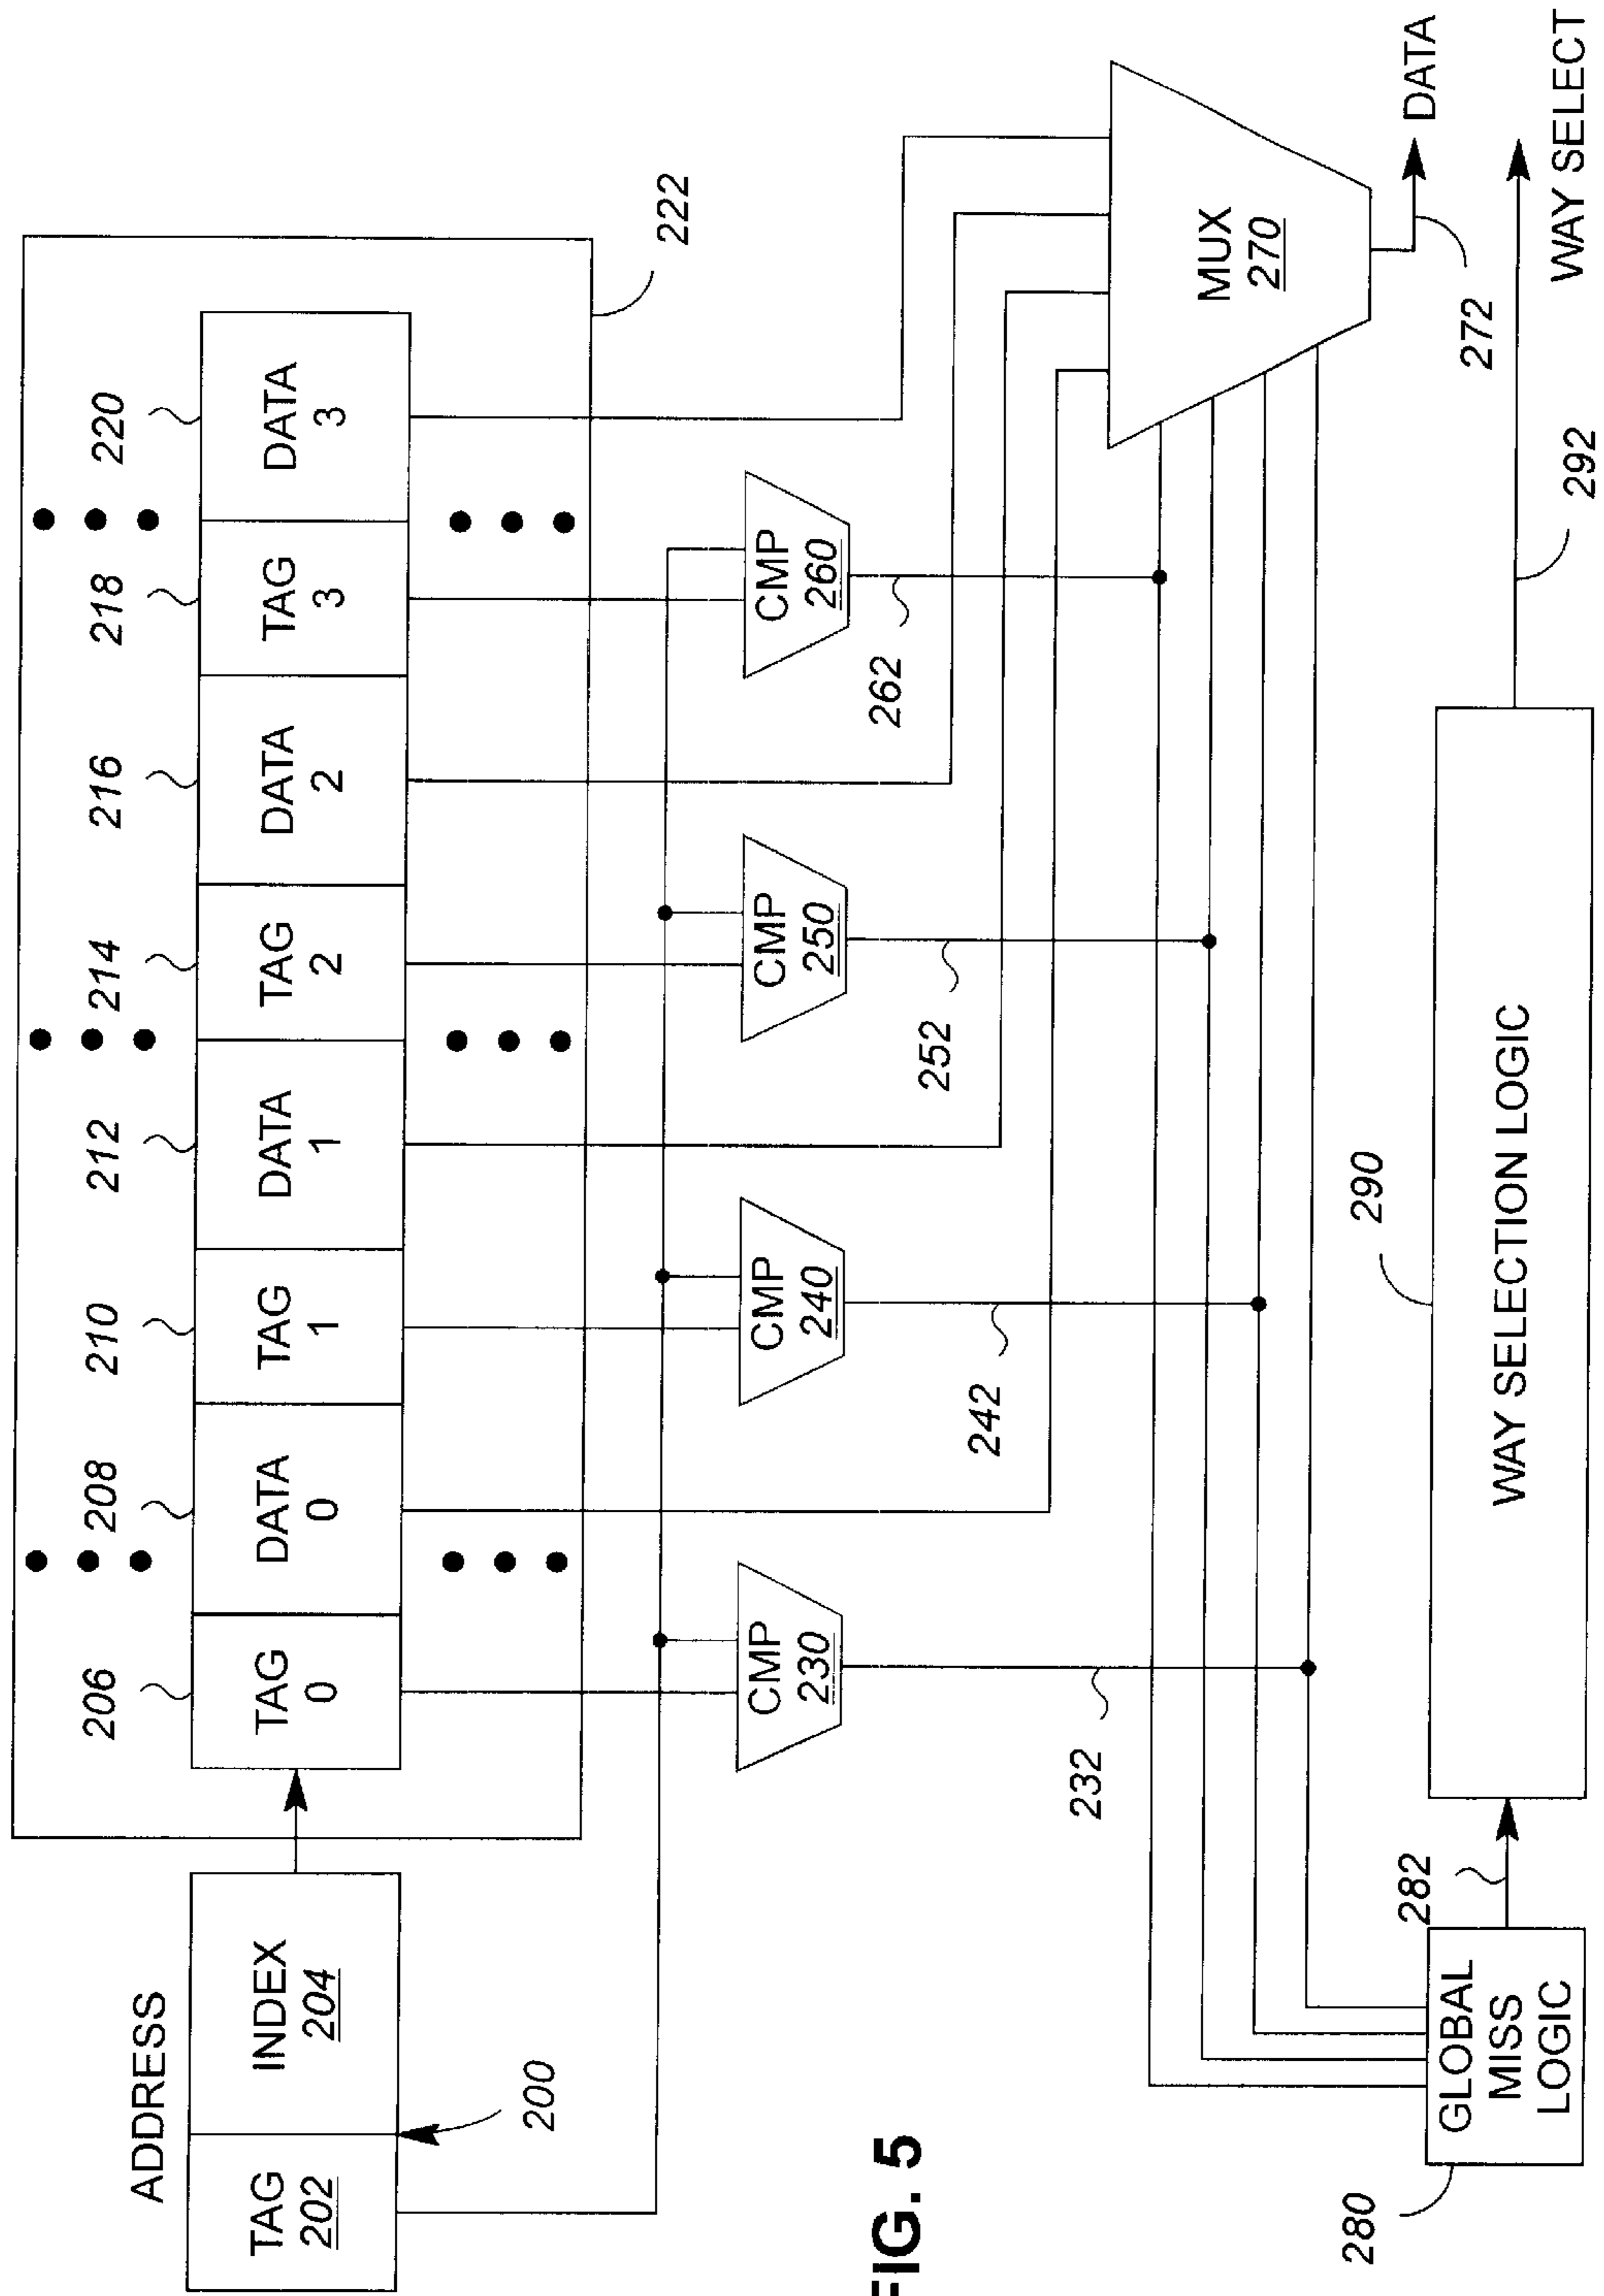 ADDRESS
TAG
202
INDEX
204
200
206
208
210
212
214
216
218
220
TAG
0
DATA
0
TAG
1
DATA
1
TAG
2
DATA
2
TAG
3
DATA
3
222
CMP
230
CMP
240
CMP
250
CMP
260
232
242
252
262
MUX
270
272
DATA
FIG. 5
280
GLOBAL
MISS
LOGIC
282
290
WAY SELECTION LOGIC
292
WAY SELECT